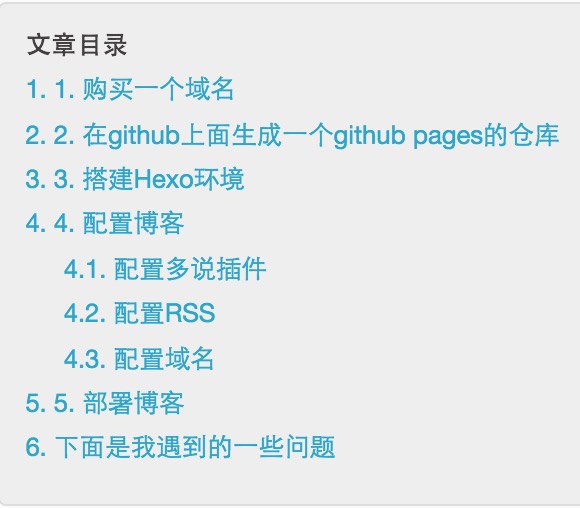 文章目录
1. 1. 购买一个域名
2. 2. 在github上面生成一个github pages的仓库
3. 3. 搭建Hexo环境
4. 4. 配置博客
4.1. 配置多说插件
4.2. 配置RSS
4.3. 配置域名
5. 5. 部署博客
6. 下面是我遇到的一些问题